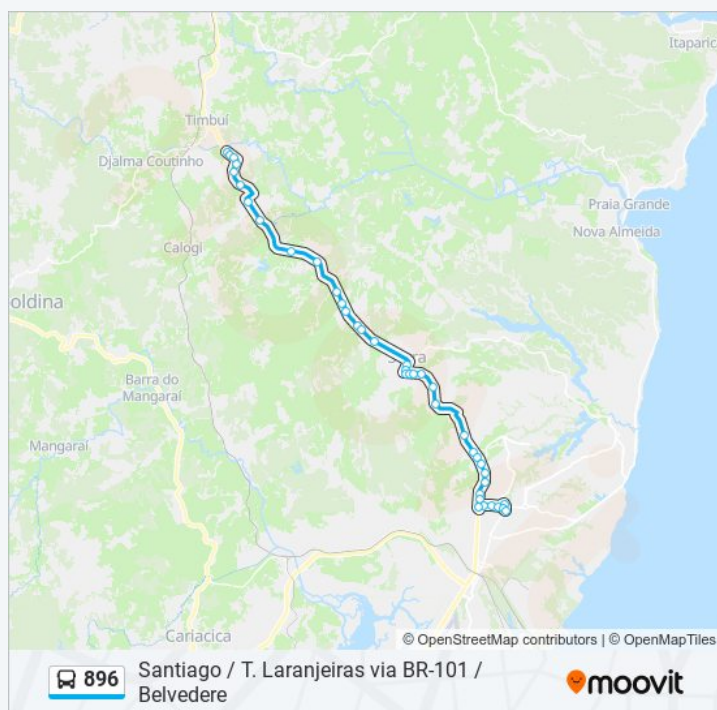 Itaparica
Timbuí
Djalma Coutinho
Praia Grande
Nova Almeida
Calogi
oldina
Barra do
Mangaraí
Mangaraí
Cariacica
© OpenStreetMap contributors | © OpenMapTiles
896
Santiago / T. Laranjeiras via BR-101 /
Belvedere
moovit